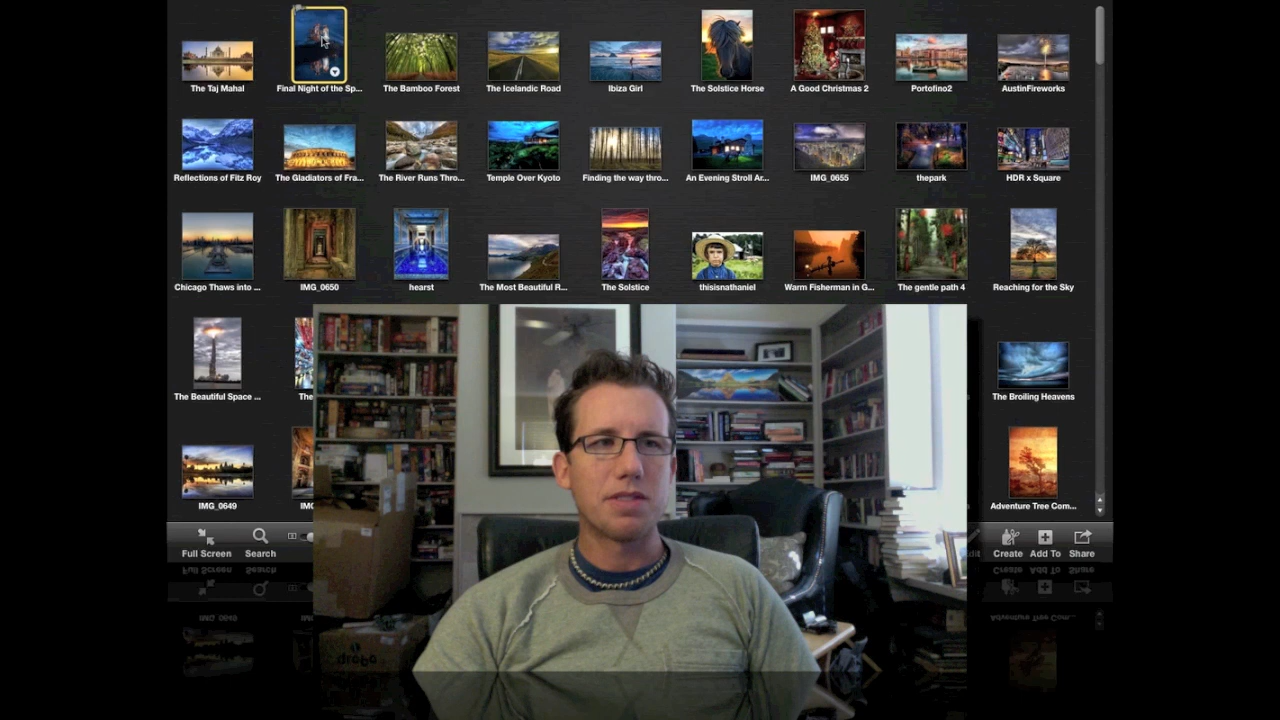 The Taj Mahal
Final Night of the Sp...
The Bamboo Forest
The Icelandic Road
Ibiza Girl
The Solstice Horse
A Good Christmas 2
Portofino2
AustinFireworks
Reflections of Fitz Roy
The Gladiators of Fra...
The River Runs Thro...
Temple Over Kyoto
Finding the way thro...
An Evening Stroll Ar...
IMG_0655
thepark
HDR x Square
Chicago Thaws into ...
IMG_0650
hearst
The Most Beautiful R...
The Solstice
thisisnathaniel
Warm Fisherman in G...
The gentle path 4
Reaching for the Sky
The Beautiful Space ...
The
The Broiling Heavens
IMG_0649
IMG
Adventure Tree Com...
Full Screen
Search
Create
Add To
Share